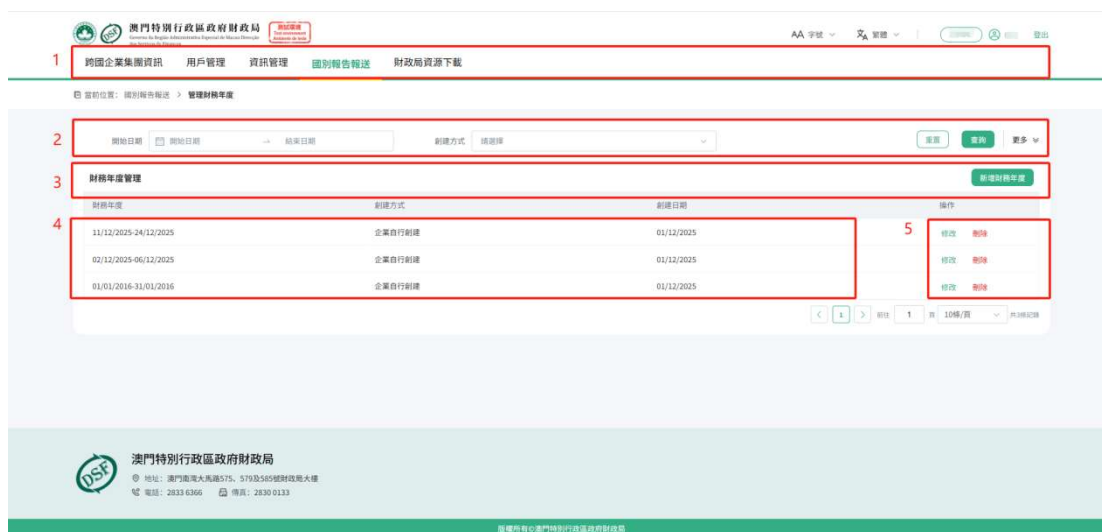 澳門特別行政區政府財政局
Governo da Região Administrativa Especial de Macau Direcção
dos Serviços de Finanças
測試環境
Test environment
Ambiente de teste
AA 字號
繁體
登出
1
跨國企業集團資訊 用戶管理 資訊管理 國別報告報送 財政局資源下載
當前位置: 國別報告報送 > 管理財務年度
2
開始日期 開始日期 → 結束日期 創建方式 請選擇 重置 查詢 更多
3
財務年度管理 新增財務年度
財務年度 創建方式 創建日期 操作
4
5
11/12/2025-24/12/2025 企業自行創建 01/12/2025 修改 刪除
02/12/2025-06/12/2025 企業自行創建 01/12/2025 修改 刪除
01/01/2016-31/01/2016 企業自行創建 01/12/2025 修改 刪除
< 1 > 前往 1 頁 10條/頁 共3條記錄
DSF
澳門特別行政區政府財政局
地址: 澳門南灣大馬路575、579及585號財政局大樓
電話: 2833 6366 傳真: 2830 0133
版權所有©澳門特別行政區政府財政局